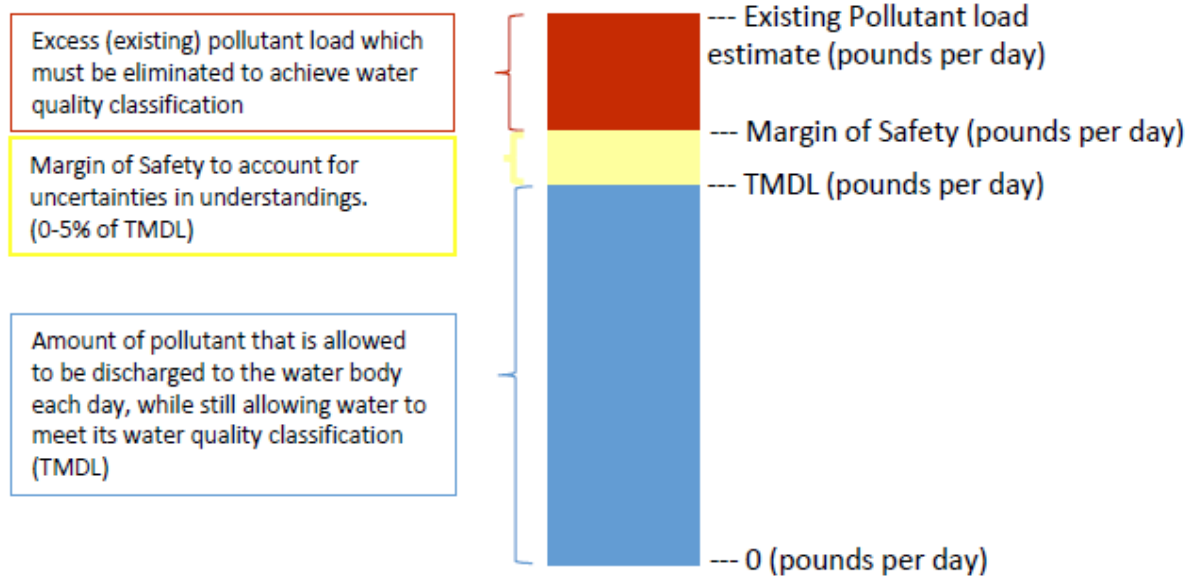 Excess (existing) pollutant load which
must be eliminated to achieve water
quality classification
Margin of Safety to account for
uncertainties in understandings.
(0-5% of TMDL)
Amount of pollutant that is allowed
to be discharged to the water body
each day, while still allowing water to
meet its water quality classification
(TMDL)
--- Existing Pollutant load
estimate (pounds per day)
--- Margin of Safety (pounds per day)
--- TMDL (pounds per day)
--- 0 (pounds per day)